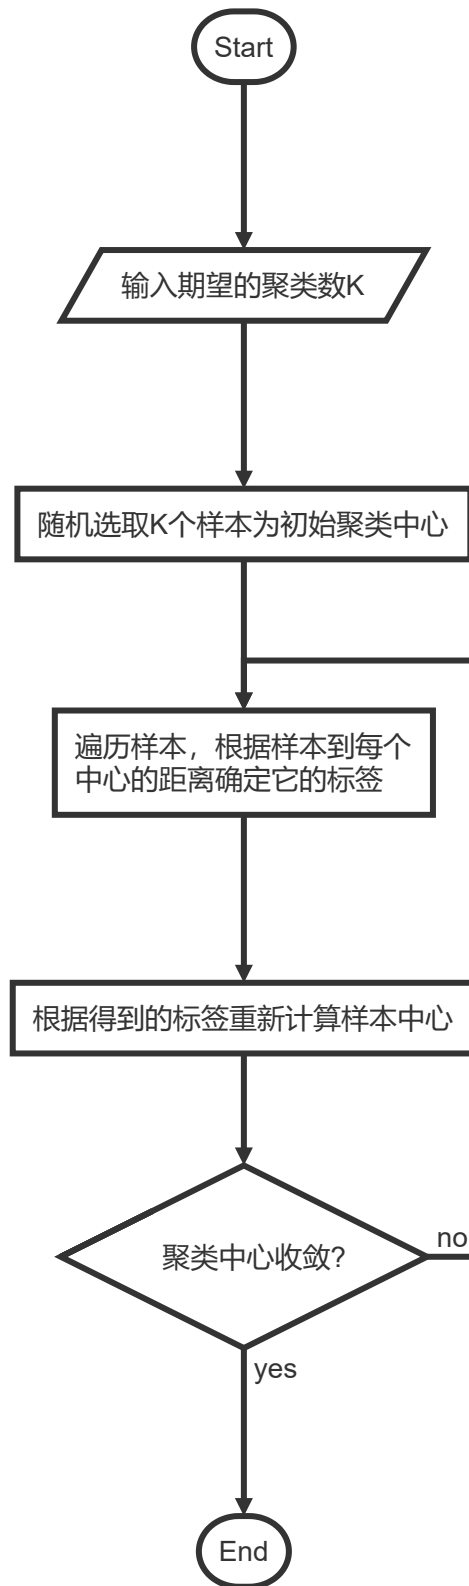 Start
输入期望的聚类数K
随机选取K个样本为初始聚类中心
遍历样本，根据样本到每个
中心的距离确定它的标签
根据得到的标签重新计算样本中心
聚类中心收敛?
no
yes
End